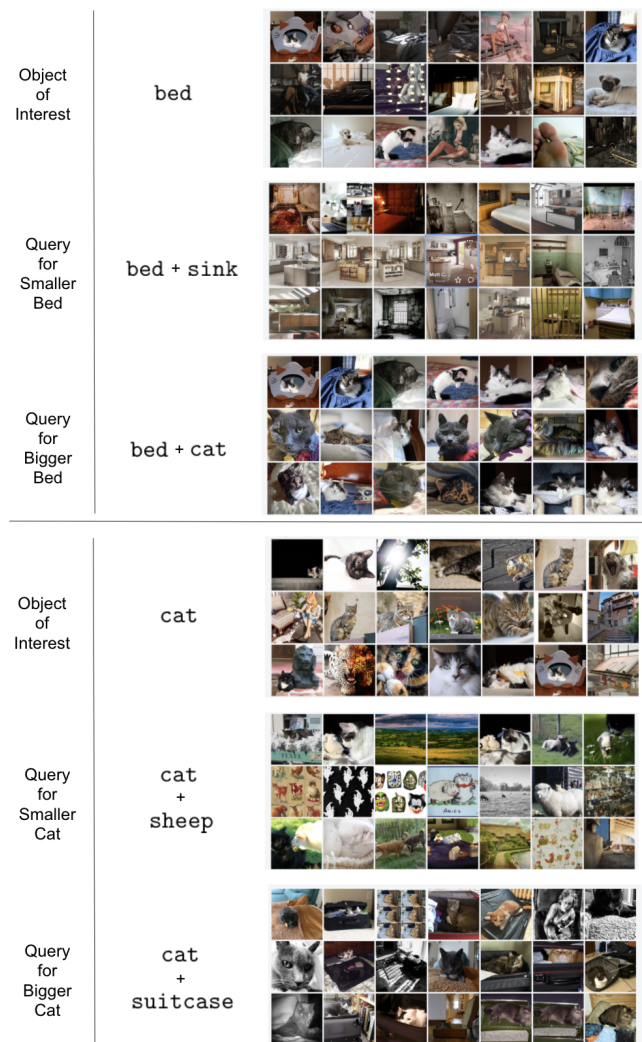 Object
of
Interest
bed
Query
for
Smaller
Bed
bed + sink
Query
for
Bigger
Bed
bed + cat
Object
of
Interest
cat
Query
for
Smaller
Cat
cat
+
sheep
ARIES
Query
for
Bigger
Cat
cat
+
suitcase